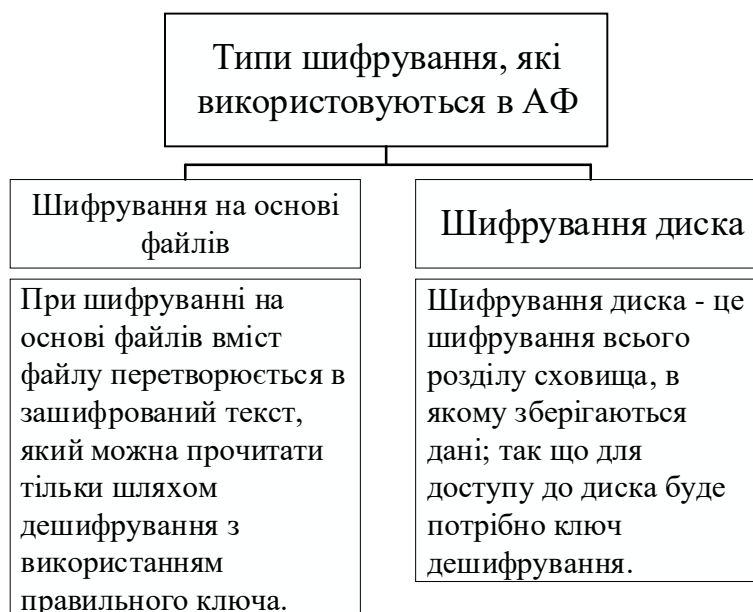 Типи шифрування, які
використовуються в АФ
Шифрування на основі
файлів
Шифрування диска
При шифруванні на
основі файлів вміст
файлу перетворюється в
зашифрований текст,
який можна прочитати
тільки шляхом
дешифрування з
використанням
правильного ключа.
Шифрування диска - це
шифрування всього
розділу сховища, в
якому зберігаються
дані; так що для
доступу до диска буде
потрібно ключ
дешифрування.